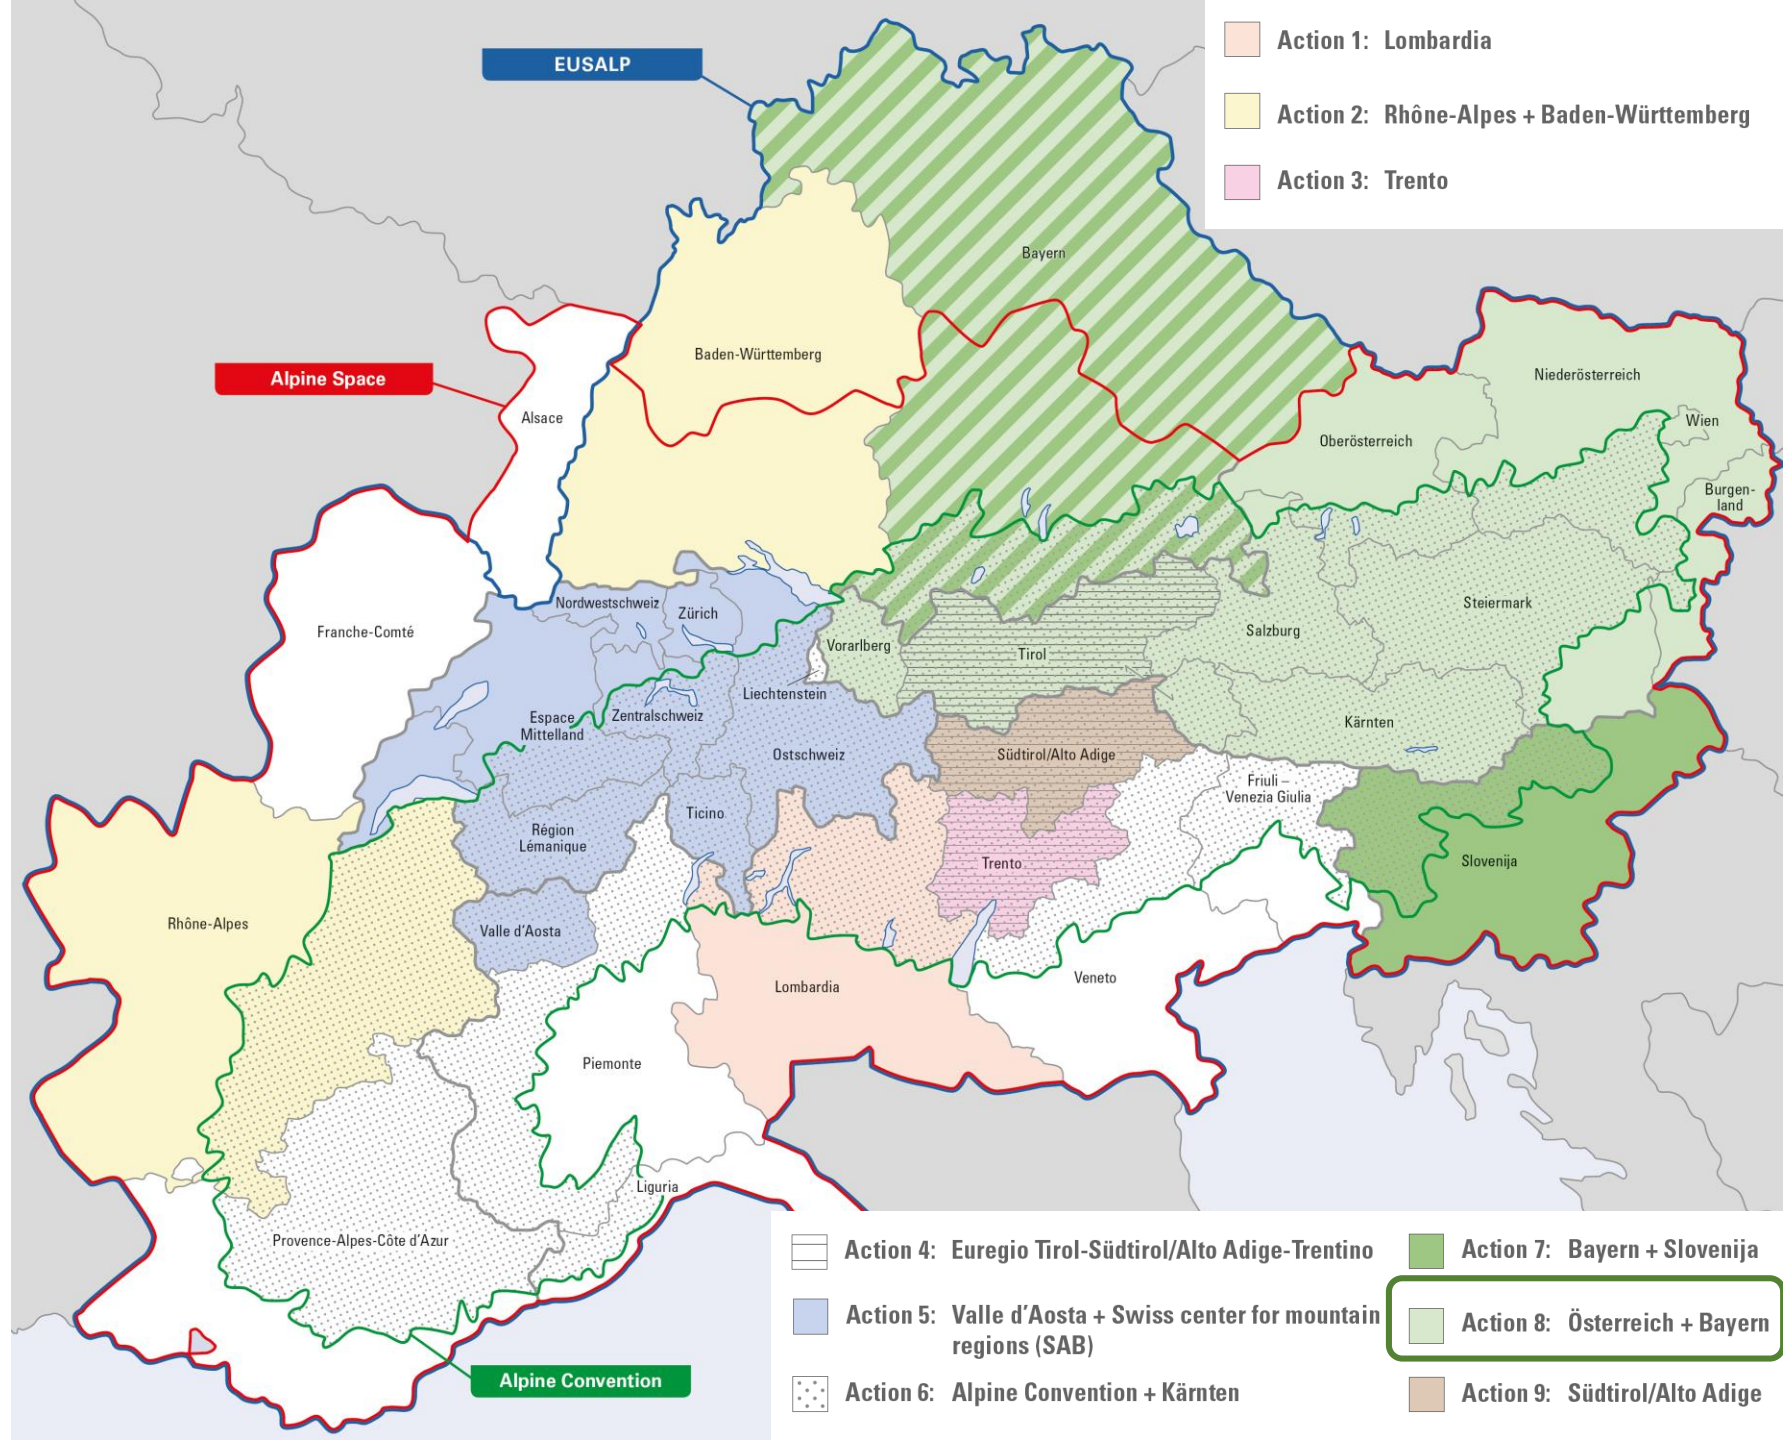 EUSALP
Action 1: Lombardia
Action 2: Rhône-Alpes + Baden-Württemberg
Action 3: Trento
Bayern
Baden-Württemberg
Alpine Space
Alsace
Niederösterreich
Wien
Oberösterreich
Burgen-
land
Franche-Comté
Nordwestschweiz
Zürich
Vorarlberg
Tirol
Salzburg
Steiermark
Liechtenstein
Espace
Mittelland
Zentralschweiz
Ostschweiz
Südtirol/Alto Adige
Kärnten
Friuli –
Venezia Giulia
Ticino
Région
Lémanique
Trento
Slovenija
Rhône-Alpes
Valle d'Aosta
Lombardia
Veneto
Piemonte
Liguria
Provence-Alpes-Côte d'Azur
Alpine Convention
Action 4: Euregio Tirol-Südtirol/Alto Adige-Trentino
Action 5: Valle d'Aosta + Swiss center for mountain
regions (SAB)
Action 6: Alpine Convention + Kärnten
Action 7: Bayern + Slovenija
Action 8: Österreich + Bayern
Action 9: Südtirol/Alto Adige